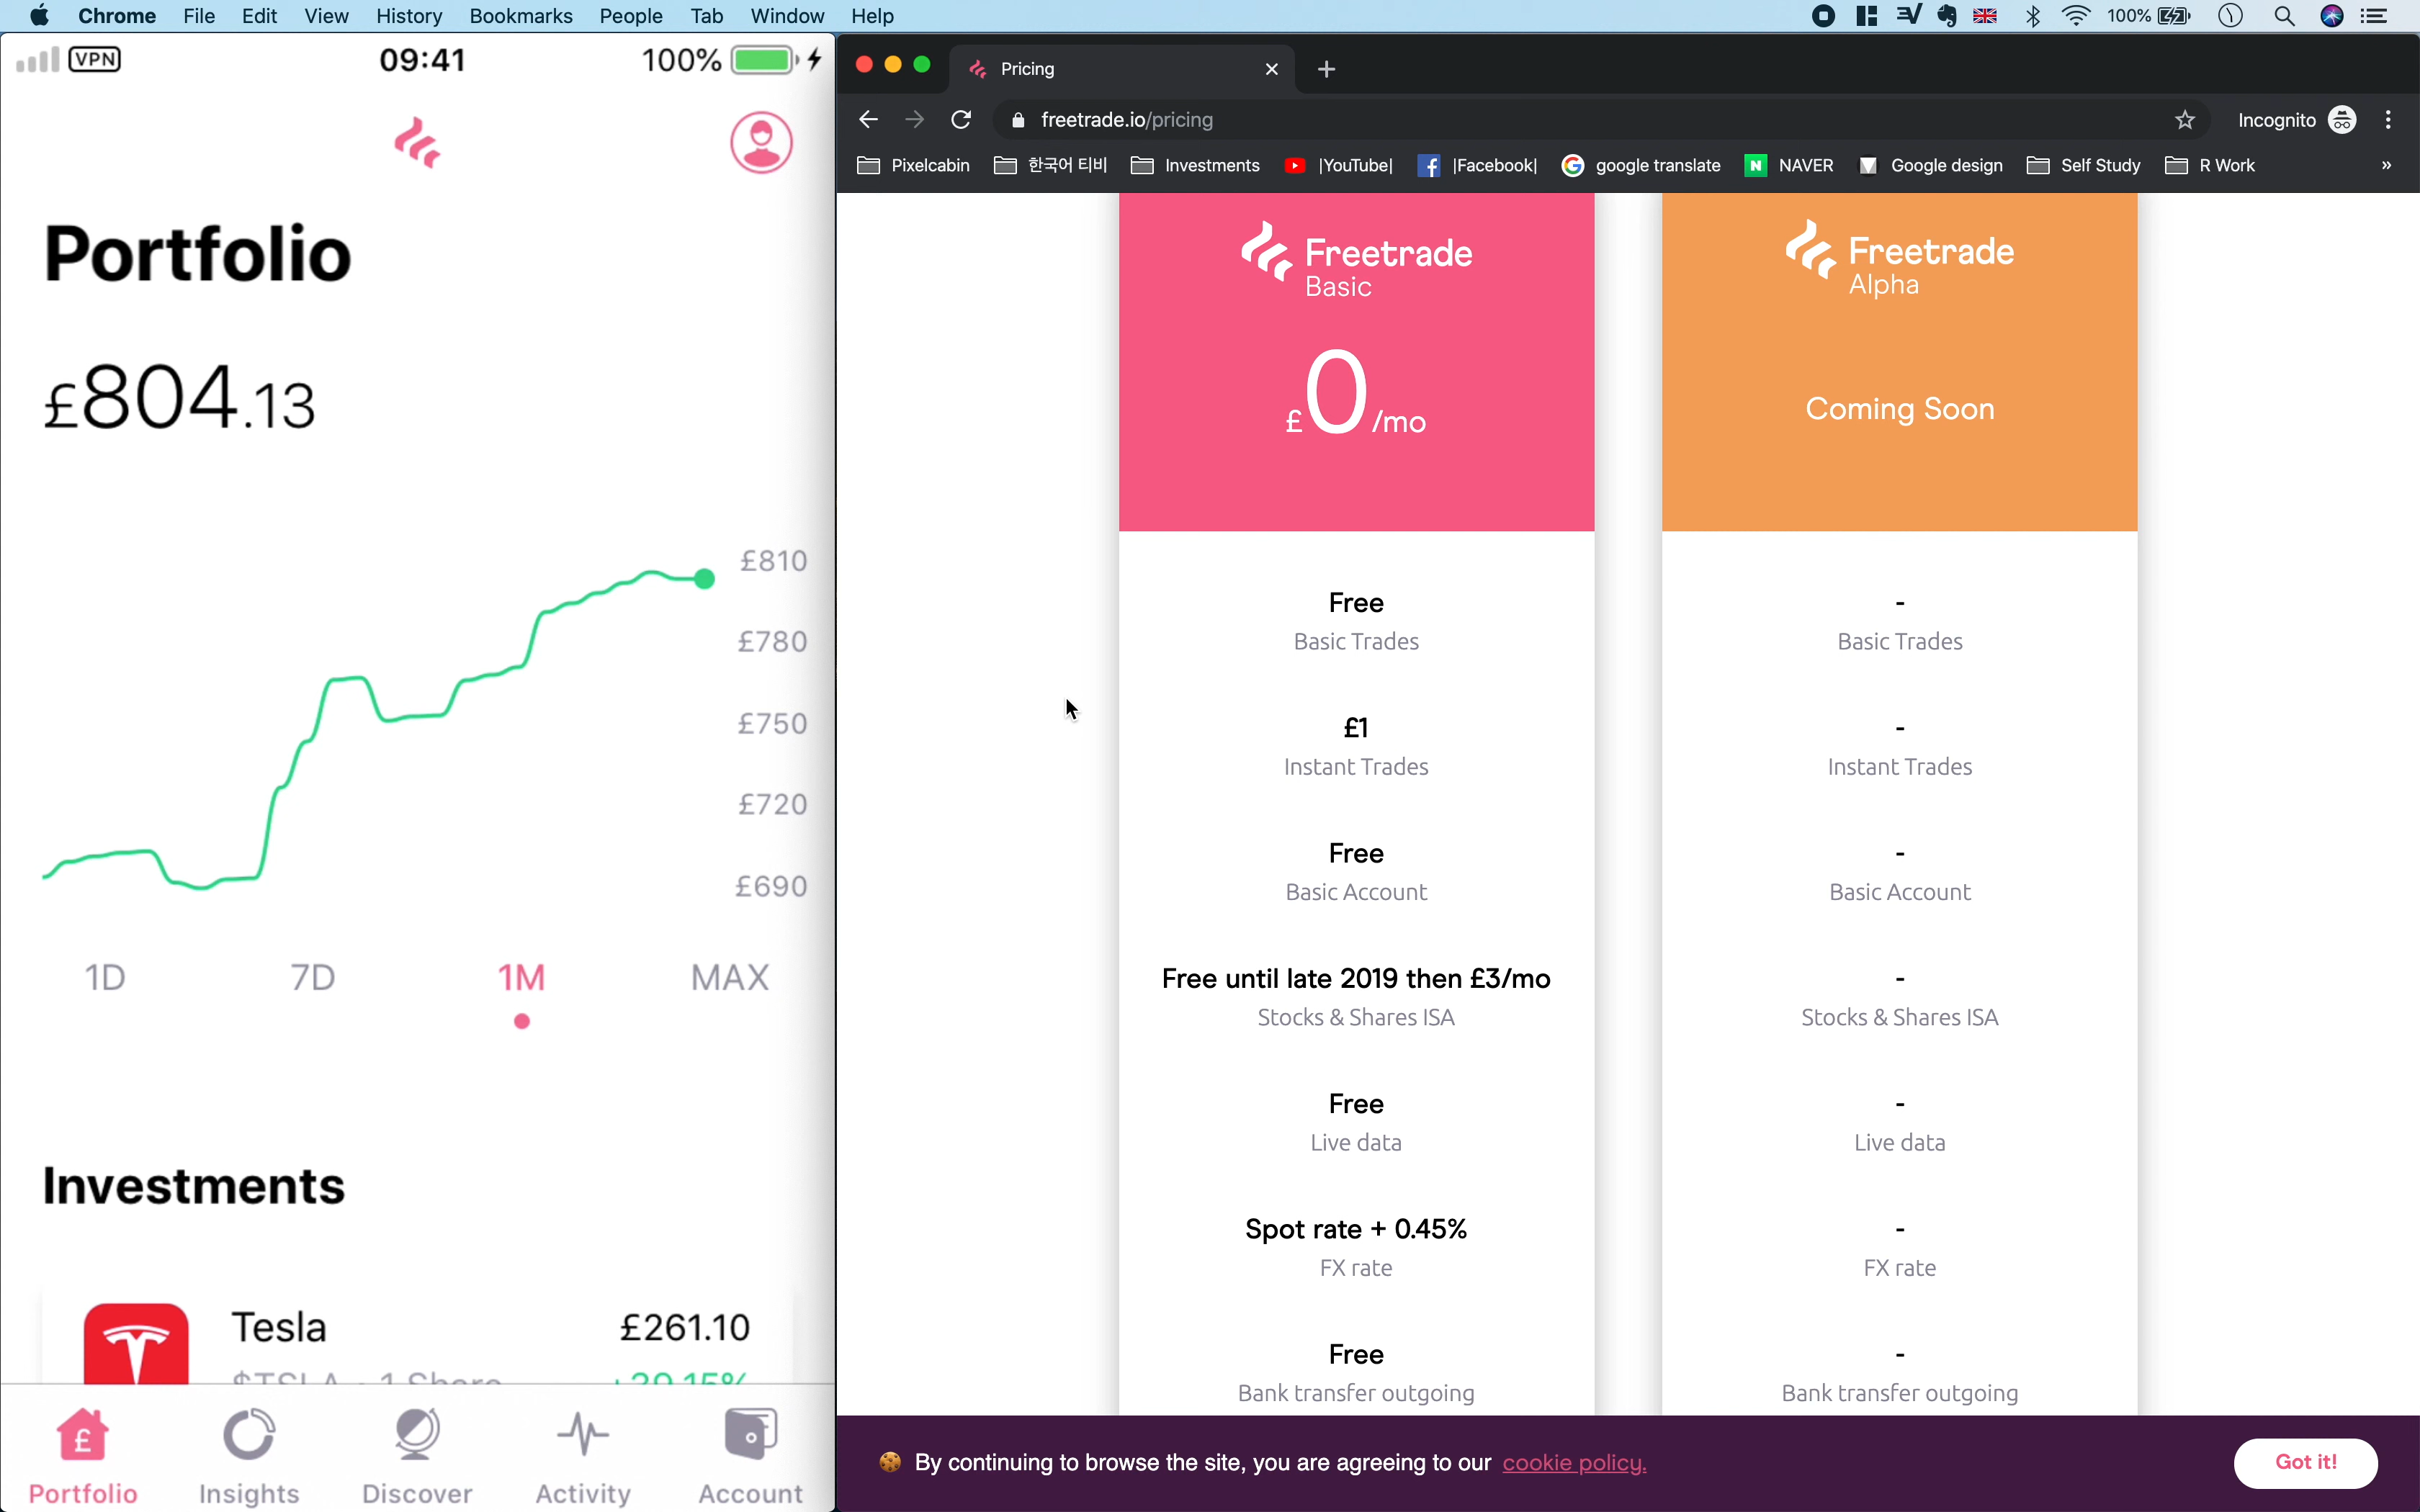 Chrome File Edit View History Bookmarks People Tab Window Help
100%
VPN
09:41
100%
Portfolio
£804.13
£810
£780
£750
£720
£690
1D 7D 1M MAX
Investments
Tesla
£261.10
Portfolio Insights Discover Activity Account
Pricing
freetrade.io/pricing
Incognito
Pixelcabin 한국어 티비 Investments |YouTube| |Facebook| google translate NAVER Google design Self Study R Work »
Freetrade
Basic
£0/mo
Free
Basic Trades
£1
Instant Trades
Free
Basic Account
Free until late 2019 then £3/mo
Stocks & Shares ISA
Free
Live data
Spot rate + 0.45%
FX rate
Free
Bank transfer outgoing
Freetrade
Alpha
Coming Soon
-
Basic Trades
-
Instant Trades
-
Basic Account
-
Stocks & Shares ISA
-
Live data
-
FX rate
-
Bank transfer outgoing
By continuing to browse the site, you are agreeing to our cookie policy.
Got it!